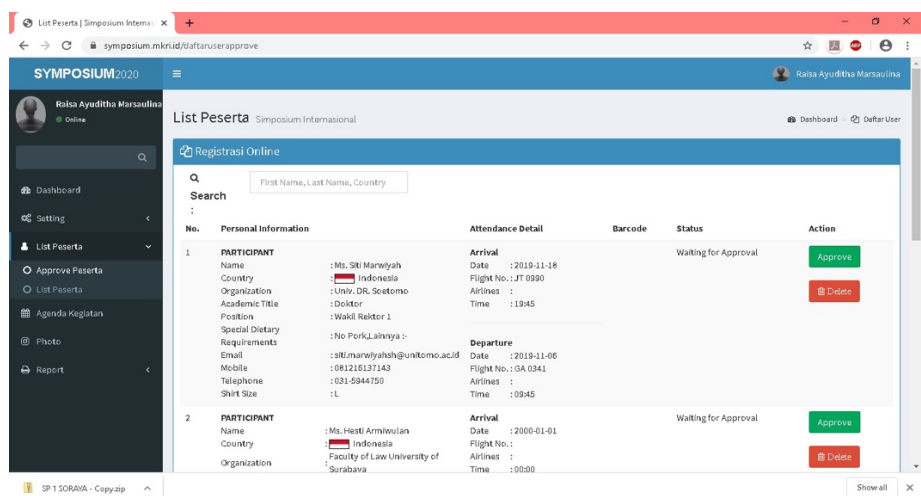 List Peserta | Simposium Interna
symposium.mkri.id/daftaruserapprove
SYMPOSIUM2020
Raisa Ayuditha Marsaulina
Raisa Ayuditha Marsaulina
Online
List Peserta Simposium Internasional
Dashboard
Daftar User
Registrasi Online
Search
:
First Name, Last Name, Country
Dashboard
Setting
List Peserta
Approve Peserta
List Peserta
Agenda Kegiatan
Photo
Report
No. Personal Information Attendance Detail Barcode Status Action
1 PARTICIPANT
Name : Ms. Siti Marwiyah
Country : Indonesia
Organization : Univ. DR. Soetomo
Academic Title : Doktor
Position : Wakil Rektor 1
Special Dietary
Requirements : No Pork,Lainnya :-
Email : siti.marwiyahsh@unitomo.ac.id
Mobile : 081216137143
Telephone : 031-5944750
Shirt Size : L
Arrival
Date : 2019-11-18
Flight No. : JT 0990
Airlines :
Time : 19:45
Departure
Date : 2019-11-06
Flight No. : GA 0341
Airlines :
Time : 09:45
Waiting for Approval
Approve
Delete
2 PARTICIPANT
Name : Ms. Hesti Armiwulan
Country : Indonesia
Organization : Faculty of Law University of
Surabaya
Arrival
Date : 2000-01-01
Flight No. :
Airlines :
Time : 00:00
Waiting for Approval
Approve
Delete
SP 1 SORAYA - Copy.zip
Show all